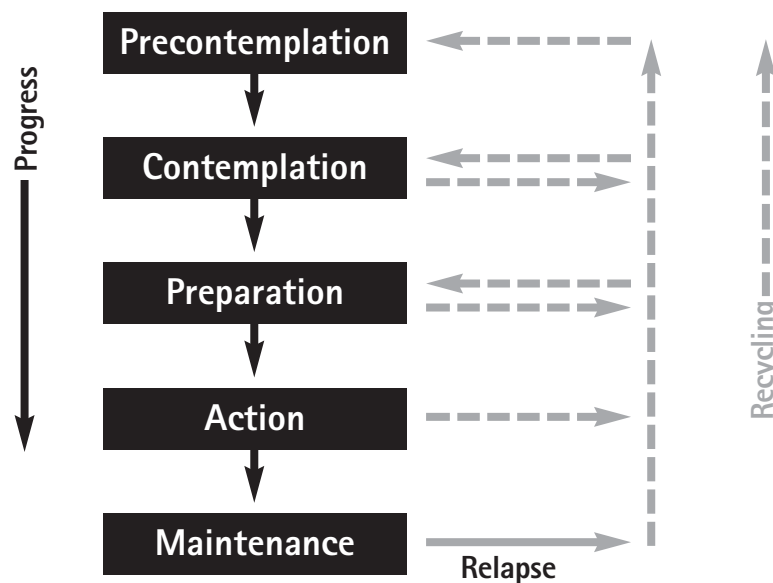 Precontemplation
Progress
Contemplation
Preparation
Recycling
Action
Maintenance
Relapse